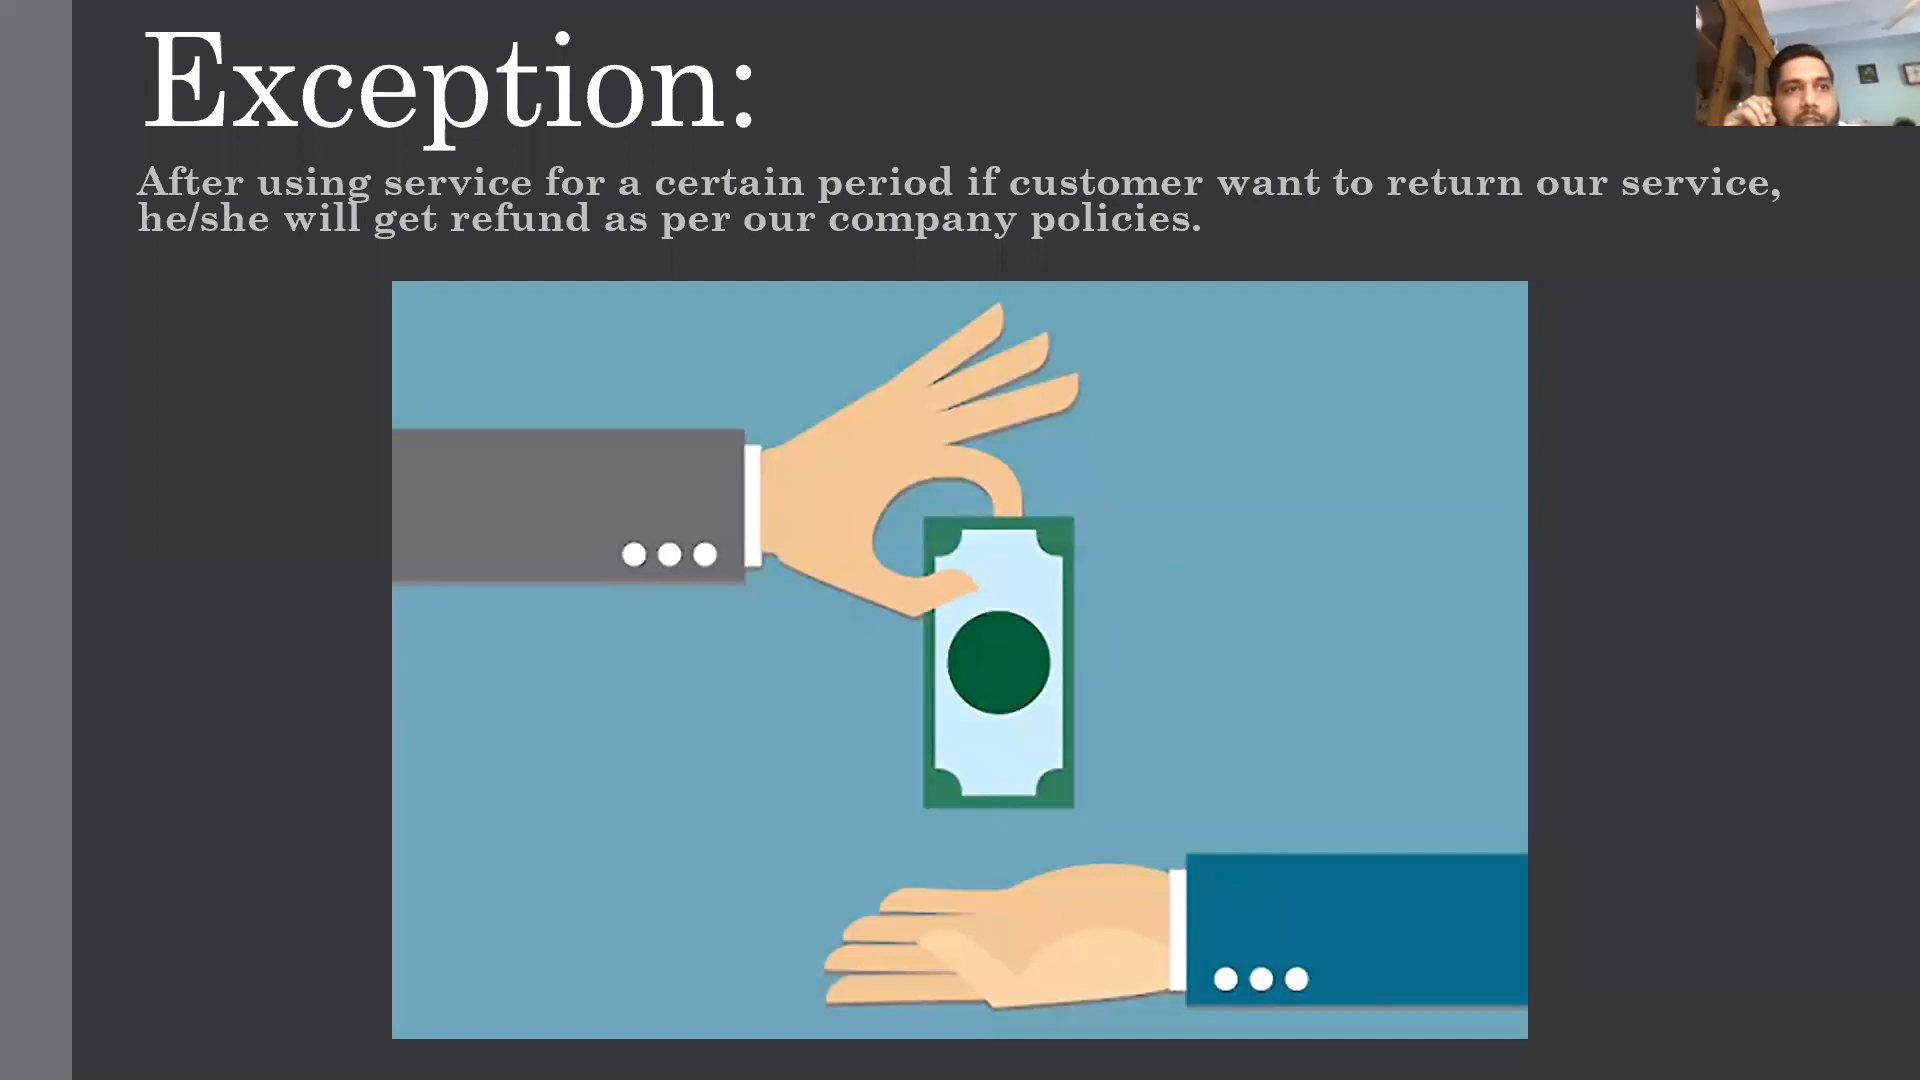 Exception:
After using service for a certain period if customer want to return our service,
he/she will get refund as per our company policies.